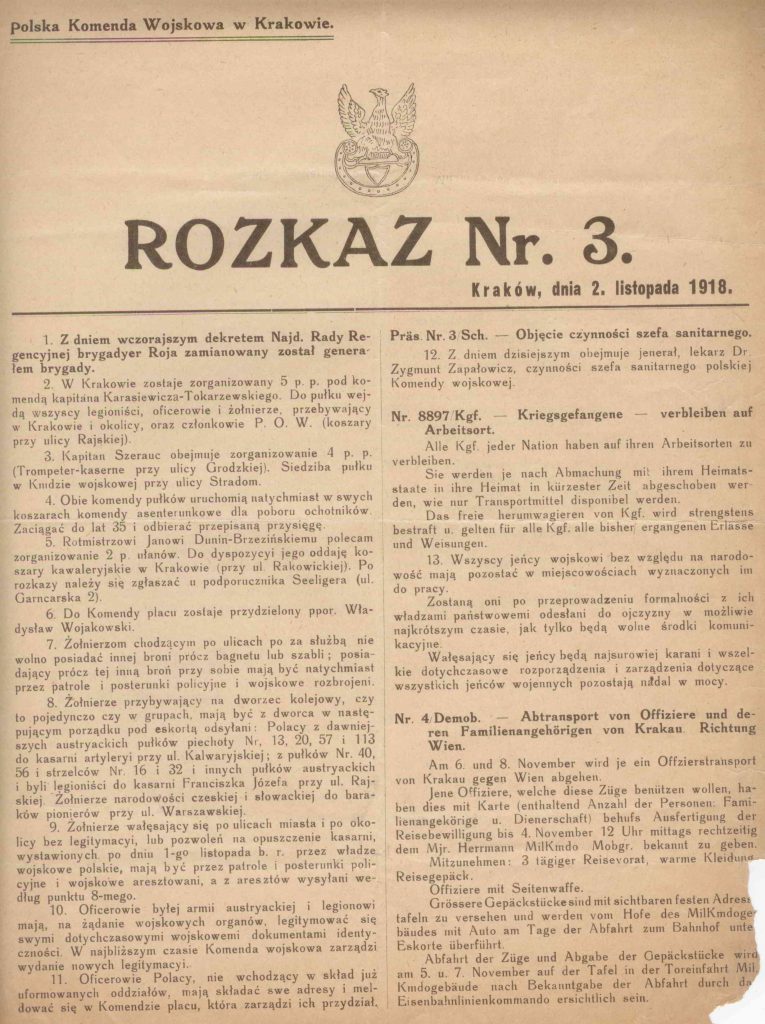 Polska Komenda Wojskowa w Krakowie.
ROZKAZ Nr. 3.
Kraków, dnia 2. listopada 1918.
1. Z dniem wczorajszym dekretem Najd. Rady Re-
gencyjnej brygadyer Roja zamianowany został genera-
łem brygady.
2. W Krakowie zostaje zorganizowany 5 p. p. pod ko-
mendą kapitana Karasiewicza-Tokarzewskiego. Do pułku wej-
dą wszyscy legioniści, oficerowie i żołnierze, przebywający
w Krakowie i okolicy, oraz członkowie P. O. W. (koszary
przy ulicy Rajskiej).
3. Kapitan Szerauc obejmuje zorganizowanie 4 p. p.
(Trompeter-kaserne przy ulicy Grodzkiej). Siedziba pułku
w Kmdzie wojskowej przy ulicy Stradom.
4. Obie komendy pułków uruchomią natychmiast w swych
koszarach komendy asenterunkowe dla poboru ochotników.
Zaciągać do lat 35 i odbierać przepisaną przysięgę.
5. Rotmistrzowi Janowi Dunin-Brzezińskiemu polecam
zorganizowanie 2 p. ułanów. Do dyspozycyi jego oddaję ko-
szary kawaleryjskie w Krakowie (przy ul. Rakowickiej). Po
rozkazy należy się zgłaszać u podporucznika Seeligera (ul.
Garncarska 2).
6. Do Komendy placu zostaje przydzielony ppor. Wła-
dysław Wojakowski.
7. Żołnierzom chodzącym po ulicach po za służbą nie
wolno posiadać innej broni prócz bagnetu lub szabli; posia-
dający prócz tej inną broń przy sobie mają być natychmiast
przez patrole i posterunki policyjne i wojskowe rozbrojeni.
8. Żołnierze przybywający na dworzec kolejowy, czy
to pojedynczo czy w grupach, mają być z dworca w nastę-
pującym porządku pod eskortą odsyłani: Polacy z dawniej-
szych austryackich pułków piechoty Nr. 13, 20, 57 i 113
do kasarni artyleryi przy ul. Kalwaryjskiej; z pułków Nr. 40,
56 i strzelców Nr. 16 i 32 i innych pułków austryackich
i byli legioniści do kasarni Franciszka Józefa przy ul. Raj-
skiej. Żołnierze narodowości czeskiej i słowackiej do bara-
ków pionierów przy ul. Warszawskiej.
9. Żołnierze wałęsający się po ulicach miasta i po oko-
licy bez legitymacyi, lub pozwoleń na opuszczenie kasarni,
wystawionych po dniu 1-go listopada b. r. przez władze
wojskowe polskie, mają być przez patrole i posterunki poli-
cyjne i wojskowe aresztowani, a z aresztów wysyłani we-
dług punktu 8-mego.
10. Oficerowie byłej armii austryackiej i legionowi
mają, na żądanie wojskowych organów, legitymować się
swymi dotychczasowymi wojskowemi dokumentami identy-
czności. W najbliższym czasie Komenda wojskowa zarządzi
wydanie nowych legitymacyi.
11. Oficerowie Polacy, nie wchodzący w skład już
uformowanych oddziałów, mają składać swe adresy i mel-
dować się w Komendzie placu, która zarządzi ich przydział.
Präs. Nr. 3/Sch. — Objęcie czynności szefa sanitarnego.
12. Z dniem dzisiejszym obejmuje jenerał, lekarz Dr.
Zygmunt Zapałowicz, czynności szefa sanitarnego polskiej
Komendy wojskowej.
Nr. 8897/Kgf. — Kriegsgefangene — verbleiben auf
Arbeitsort.
Alle Kgf. jeder Nation haben auf ihren Arbeitsorten zu
verbleiben.
Sie werden je nach Abmachung mit ihrem Heimats-
staate in ihre Heimat in kürzester Zeit abgeschoben wer-
den, wie nur Transportmittel disponibel werden.
Das freie herumwagieren von Kgf. wird strengstens
bestraft u. gelten für alle Kgf. alle bisher ergangenen Erlässe
und Weisungen.
13. Wszyscy jeńcy wojskowi bez względu na narodo-
wość mają pozostać w miejscowościach wyznaczonych im
do pracy.
Zostaną oni po przeprowadzeniu formalności z ich
władzami państwowemi odesłani do ojczyzny w możliwie
najkrótszym czasie, jak tylko będą wolne środki komuni-
kacyjne.
Wałęsający się jeńcy będą najsurowiej karani i wszel-
kie dotychczasowe rozporządzenia i zarządzenia dotyczące
wszystkich jeńców wojennych pozostają nadal w mocy.
Nr. 4/Demob. — Abtransport von Offiziere und de-
ren Familienangehörigen von Krakau Richtung
Wien.
Am 6. und 8. November wird je ein Offzierstransport
von Krakau gegen Wien abgehen.
Jene Offiziere, welche diese Züge benützen wollen, ha-
ben dies mit Karte (enthaltend Anzahl der Personen: Fami-
lienangekörige u. Dienerschaft) behufs Ausfertigung der
Reisebewilligung bis 4. November 12 Uhr mittags rechtzeitig
dem Mjr. Herrmann MilKmdo Mobgr. bekannt zu geben.
Mitzunehmen: 3 tägiger Reisevorat, warme Kleidung,
Reisegepäck.
Offiziere mit Seitenwaffe.
Grössere Gepäckstücke sind mit sichtbaren festen Adress
tafeln zu versehen und werden vom Hofe des MilKmdoge-
bäudes mit Auto am Tage der Abfahrt zum Bahnhof unte
Eskorte überführt.
Abfahrt der Züge und Abgabe der Gepäckstücke wird
am 5. u. 7. November auf der Tafel in der Toreinfahrt Mil
Kmdogebäude nach Bekanntgabe der Abfahrt durch da
Eisenbahnlinienkommando ersichtlich sein.